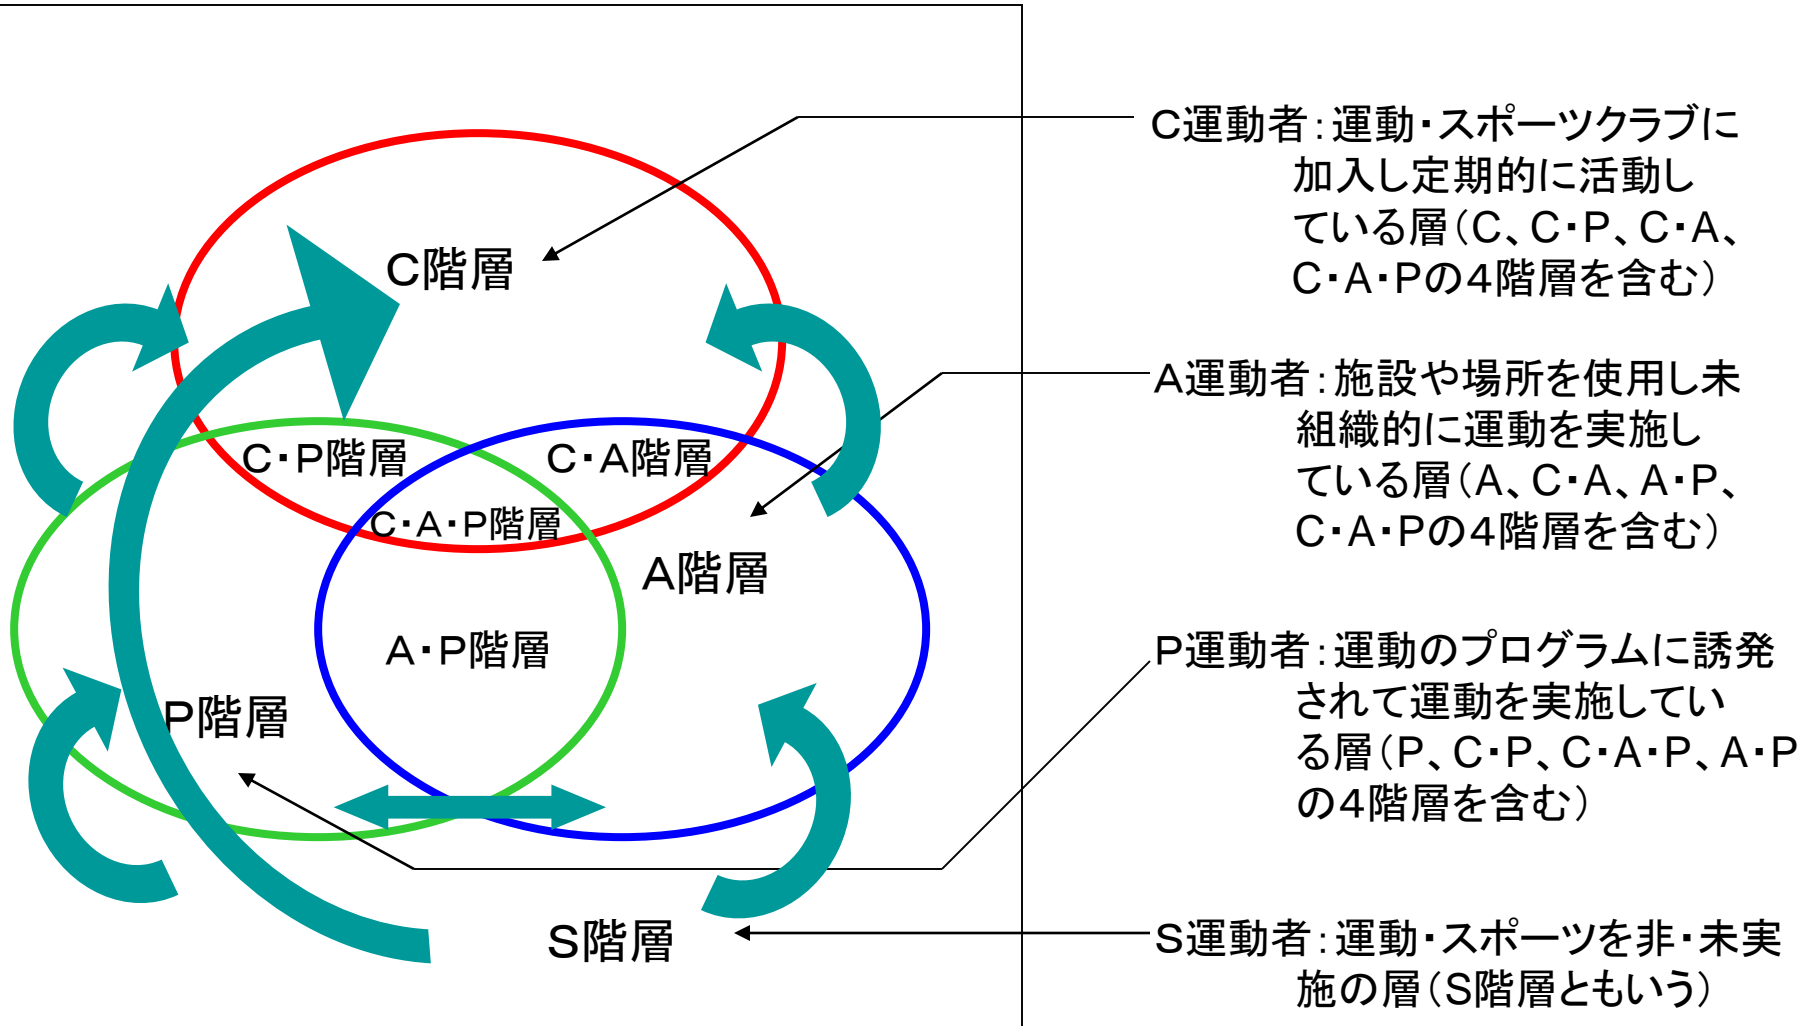 C階層
C・P階層
C・A階層
C・A・P階層
A階層
A・P階層
P階層
S階層
C運動者：運動・スポーツクラブに
加入し定期的に活動し
ている層（C、C・P、C・A、
C・A・Pの４階層を含む）
A運動者：施設や場所を使用し未
組織的に運動を実施し
ている層（A、C・A、A・P、
C・A・Pの４階層を含む）
P運動者：運動のプログラムに誘発
されて運動を実施してい
る層（P、C・P、C・A・P、A・P
の４階層を含む）
S運動者：運動・スポーツを非・未実
施の層（S階層ともいう）